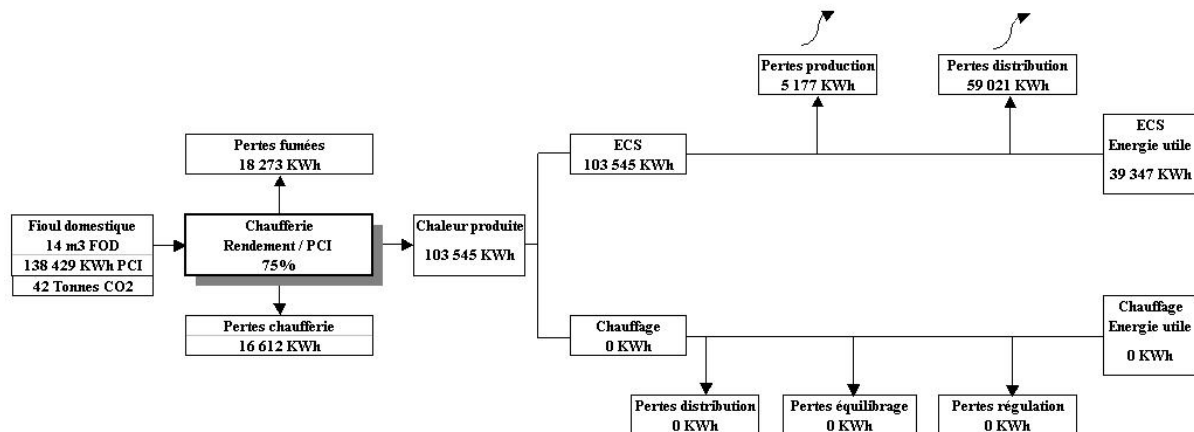 Pertes production
5 177 KWh
Pertes distribution
59 021 KWh
Pertes fumées
18 273 KWh
ECS
103 545 KWh
ECS
Energie utile
39 347 KWh
Fioul domestique
14 m3 FOD
138 429 KWh PCI
42 Tonnes CO2
Chaufferie
Rendement / PCI
75%
Chaleur produite
103 545 KWh
Pertes chaufferie
16 612 KWh
Chauffage
0 KWh
Chauffage
Energie utile
0 KWh
Pertes distribution
0 KWh
Pertes équilibrage
0 KWh
Pertes régulation
0 KWh